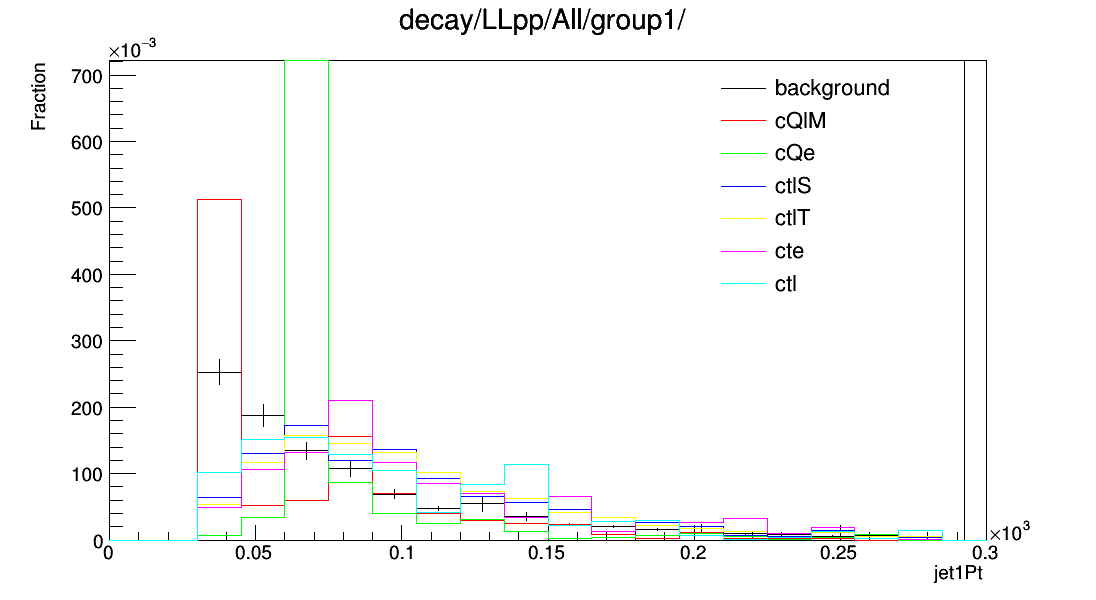 decay/LLpp/All/group1/
×10⁻³
Fraction
700
600
500
400
300
200
100
0
background
cQlM
cQe
ctlS
ctlT
cte
ctl
0 0.05 0.1 0.15 0.2 0.25 0.3
×10³
jet1Pt